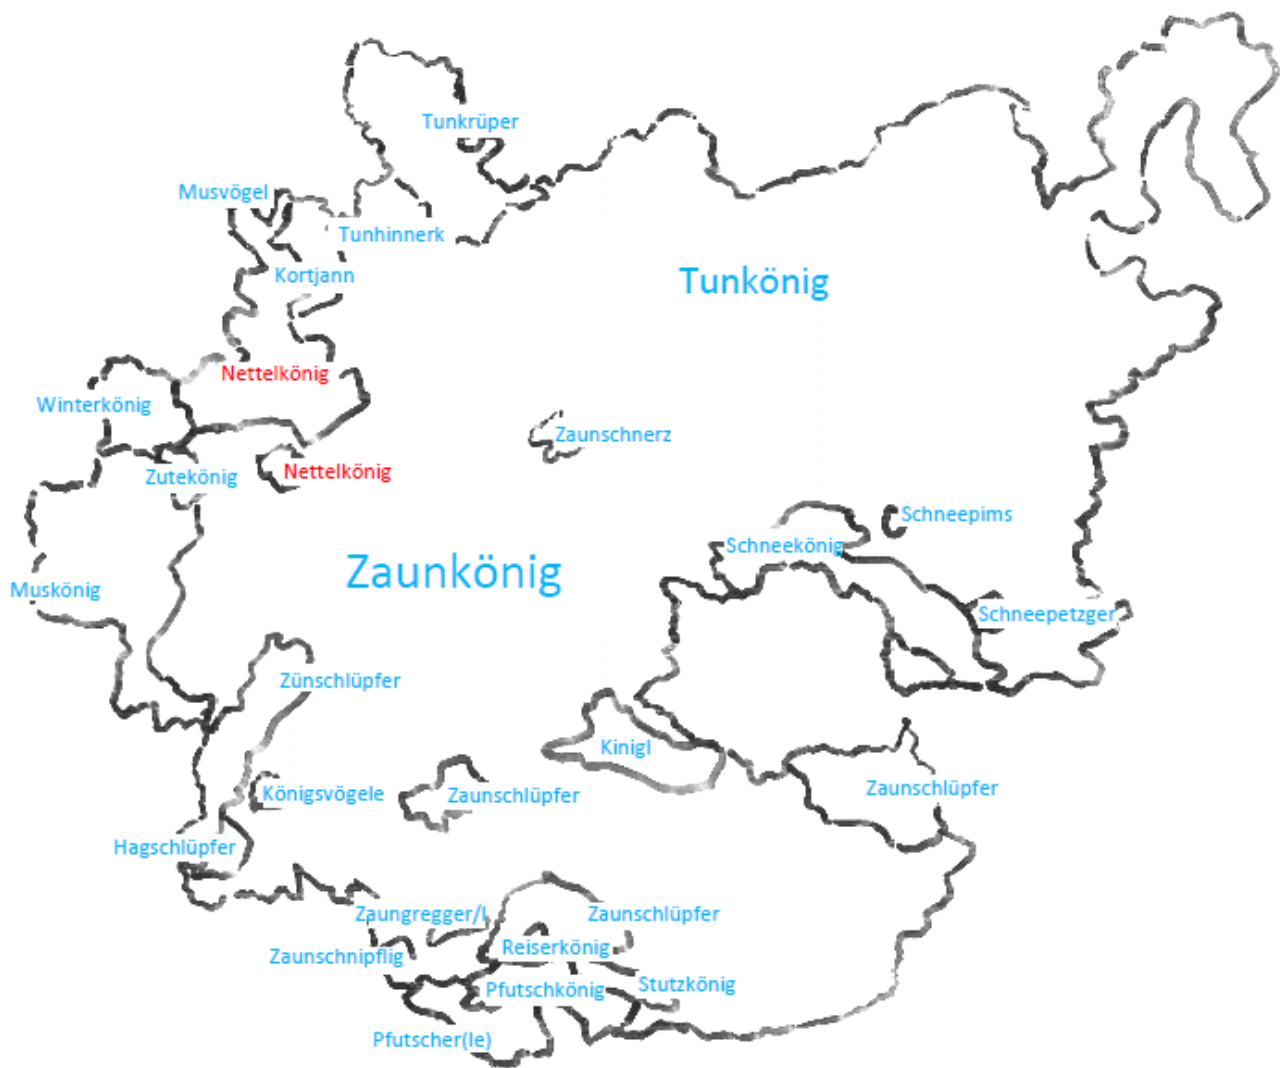 Tunkrüper
Musvögel
Tunhinnerk
Kortjann
Tunkönig
Nettelkönig
Winterkönig
Zaunschnerz
Zutekönig
Nettelkönig
Schneepims
Schneekönig
Zaunkönig
Muskönig
Schneepetzger
Zünschlüpfer
Kinigl
Königsvögele
Zaunschlüpfer
Zaunschlüpfer
Hagschlüpfer
Zaungregger/l
Zaunschlüpfer
Zaunschnipflig
Reiserkönig
Stutzkönig
Pfutschkönig
Pfutscher(le)